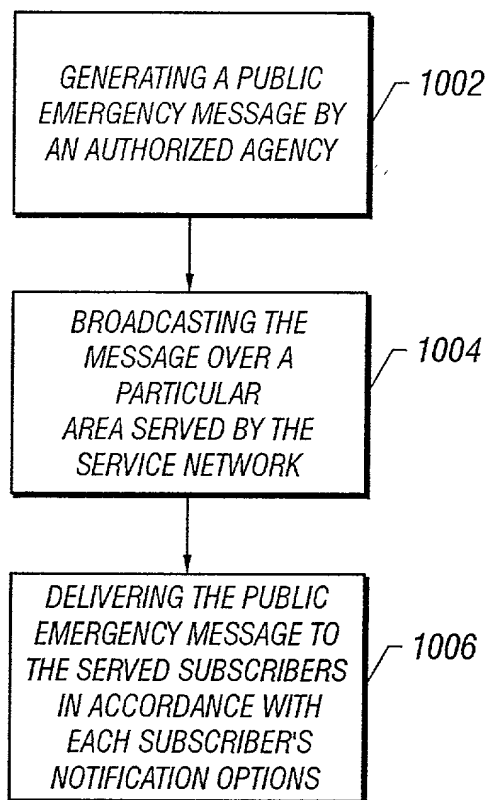 GENERATING A PUBLIC
EMERGENCY MESSAGE BY
AN AUTHORIZED AGENCY
1002
BROADCASTING THE
MESSAGE OVER A
PARTICULAR
AREA SERVED BY THE
SERVICE NETWORK
1004
DELIVERING THE PUBLIC
EMERGENCY MESSAGE TO
THE SERVED SUBSCRIBERS
IN ACCORDANCE WITH
EACH SUBSCRIBER'S
NOTIFICATION OPTIONS
1006